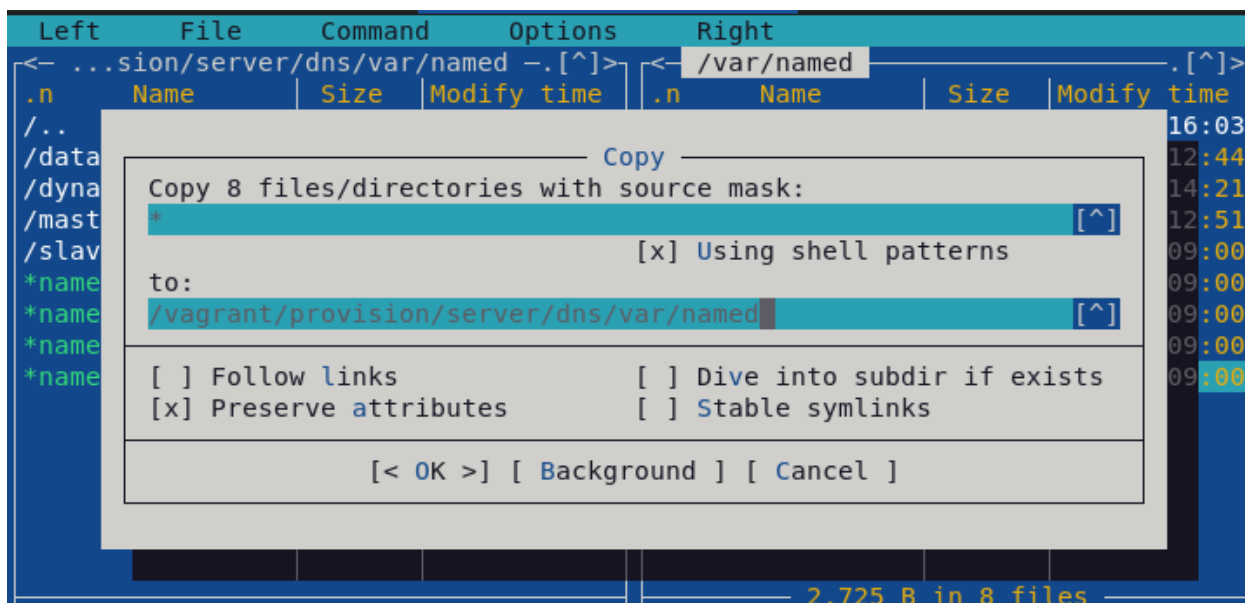 Left File Command Options Right
<— ...sion/server/dns/var/named —.[^]> <— /var/named —.[^]>
.n Name Size Modify time .n Name Size Modify time
/.. 16:03
/data 12:44
/dyna 14:21
/mast 12:51
/slav 09:00
*name 09:00
*name 09:00
*name 09:00
*name 09:00
Copy
Copy 8 files/directories with source mask:
* [^]
[x] Using shell patterns
to:
/vagrant/provision/server/dns/var/named [^]
[ ] Follow links [ ] Dive into subdir if exists
[x] Preserve attributes [ ] Stable symlinks
[< OK >] [ Background ] [ Cancel ]
2,725 B in 8 files